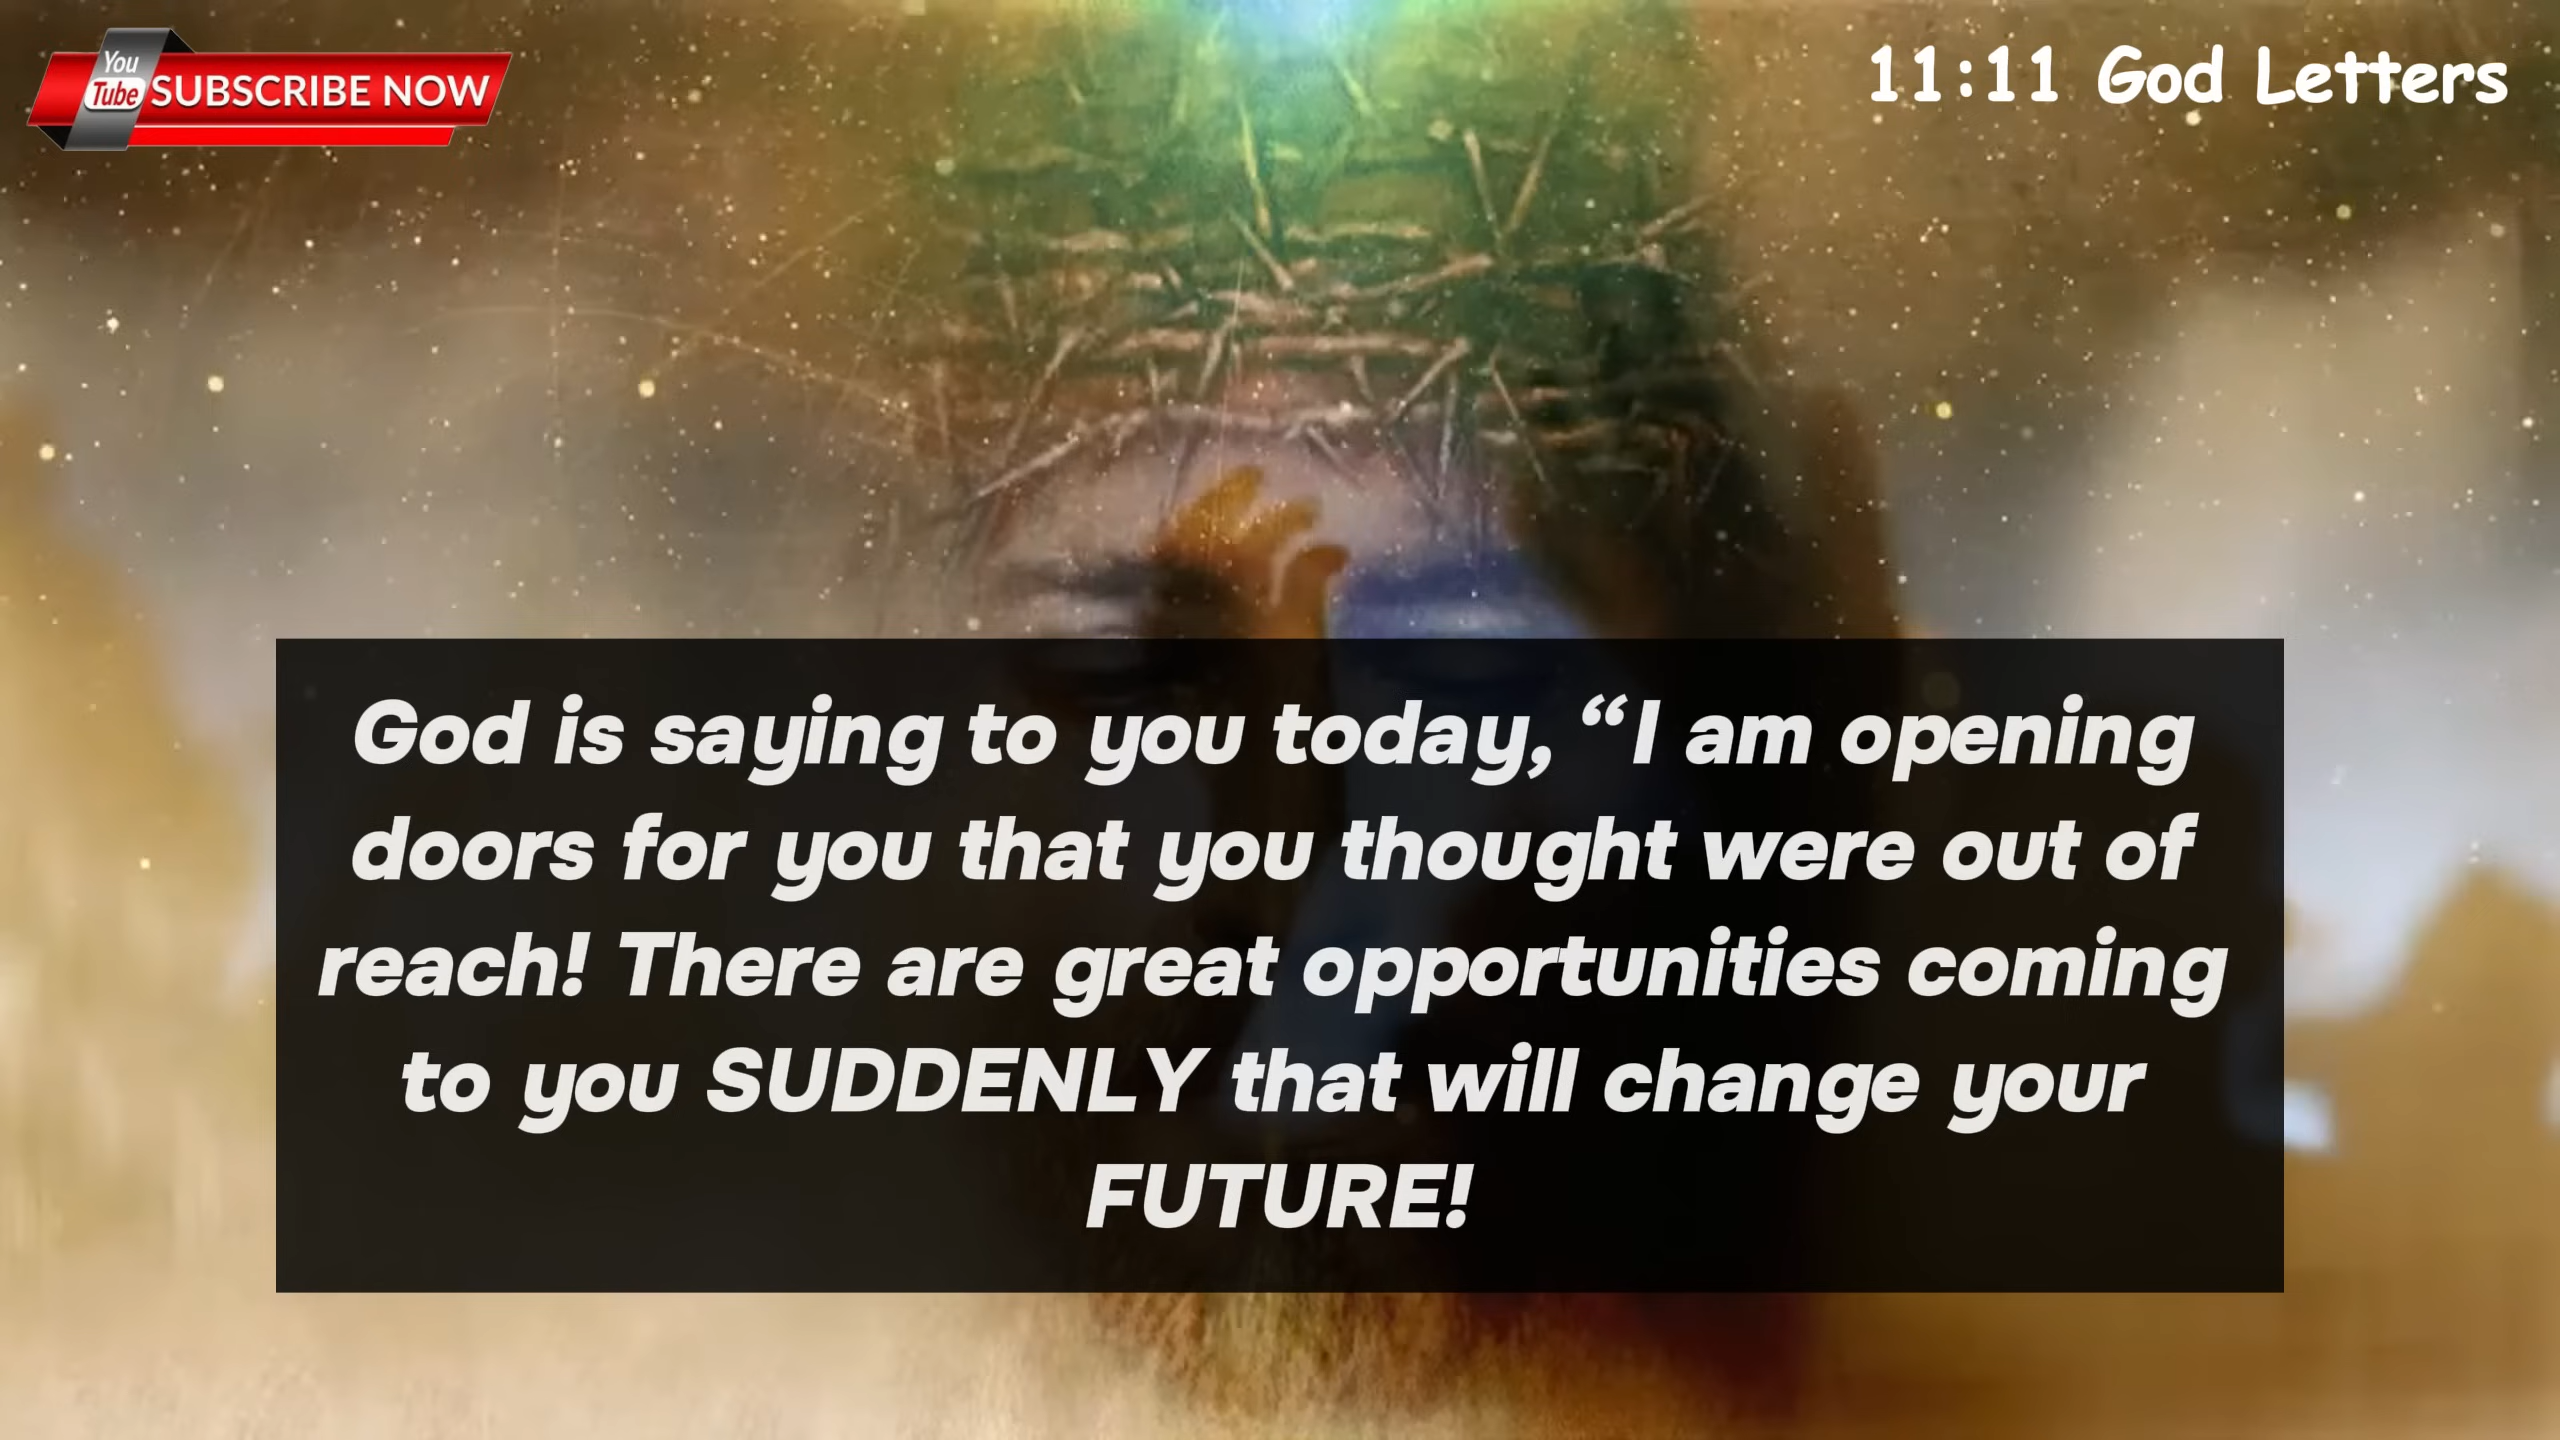 You
Tube SUBSCRIBE NOW
11:11 God Letters
God is saying to you today, “I am opening
doors for you that you thought were out of
reach! There are great opportunities coming
to you SUDDENLY that will change your
FUTURE!